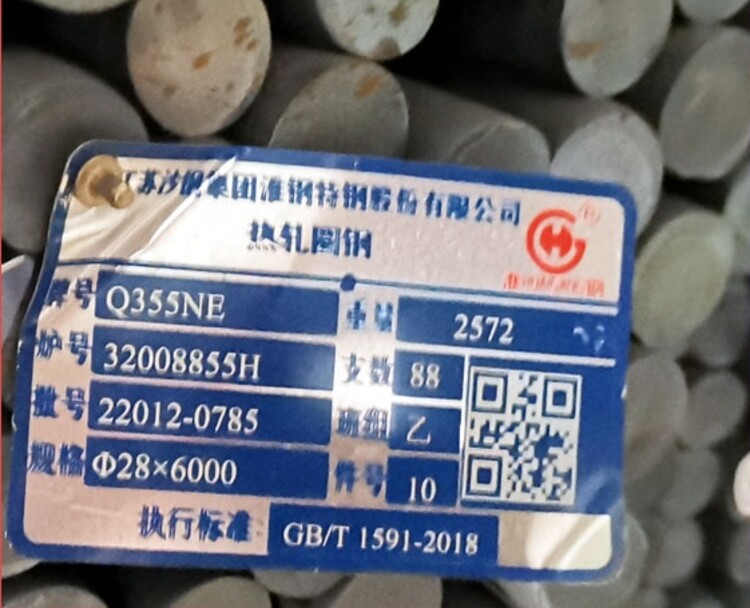 江苏沙钢集团淮钢特钢股份有限公司
热轧圆钢
牌号 Q355NE 重量 2572
炉号 32008855H 支数 88
批号 22012-0785 班组 乙
规格 Φ28×6000 件号 10
执行标准 GB/T 1591-2018